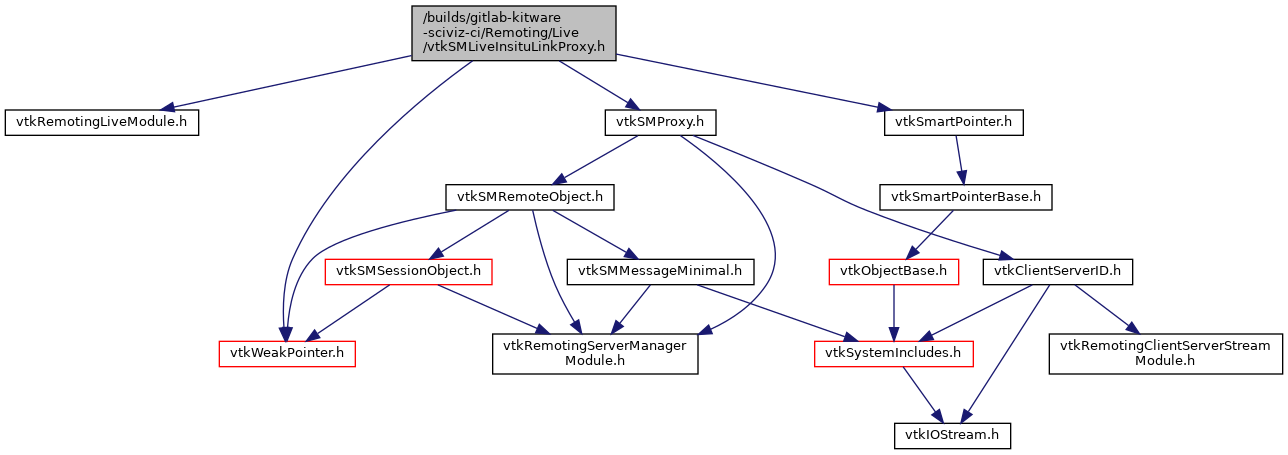 /builds/gitlab-kitware
-sciviz-ci/Remoting/Live
/vtkSMLiveInsituLinkProxy.h
vtkRemotingLiveModule.h
vtkSMProxy.h
vtkSmartPointer.h
vtkSMRemoteObject.h
vtkSmartPointerBase.h
vtkSMSessionObject.h
vtkSMMessageMinimal.h
vtkObjectBase.h
vtkClientServerID.h
vtkWeakPointer.h
vtkRemotingServerManager
Module.h
vtkSystemIncludes.h
vtkRemotingClientServerStream
Module.h
vtkIOStream.h